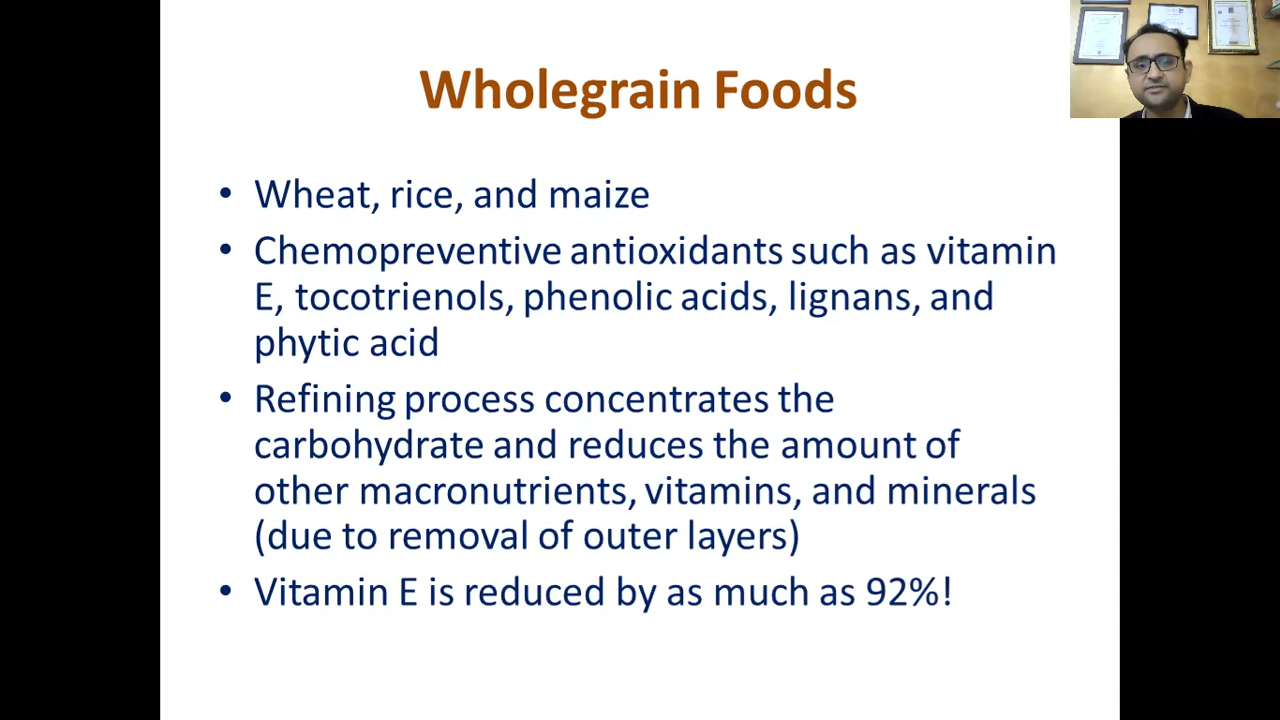 Wholegrain Foods
• Wheat, rice, and maize
• Chemopreventive antioxidants such as vitamin
E, tocotrienols, phenolic acids, lignans, and
phytic acid
• Refining process concentrates the
carbohydrate and reduces the amount of
other macronutrients, vitamins, and minerals
(due to removal of outer layers)
• Vitamin E is reduced by as much as 92%!